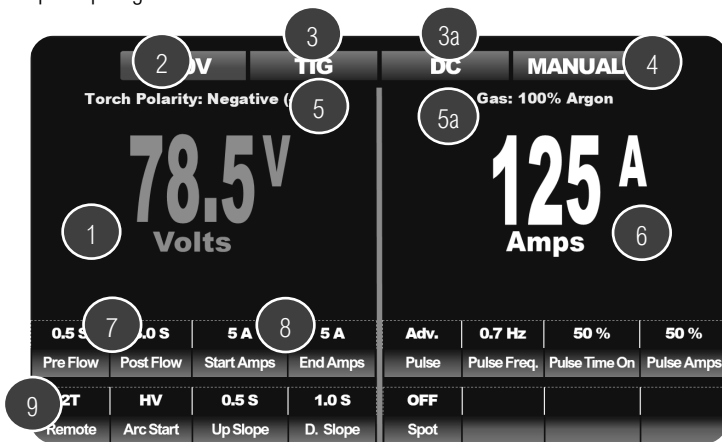 2 V 3 TIG 3a DC MANUAL 4
Torch Polarity: Negative ( 5 5a Gas: 100% Argon
78.5 V 125 A
1 Volts Amps 6
0.5 S 7 .0 S 5 A 8 5 A Adv. 0.7 Hz 50 % 50 %
Pre Flow Post Flow Start Amps End Amps Pulse Pulse Freq. Pulse Time On Pulse Amps
9 2T HV 0.5 S 1.0 S OFF
Remote Arc Start Up Slope D. Slope Spot